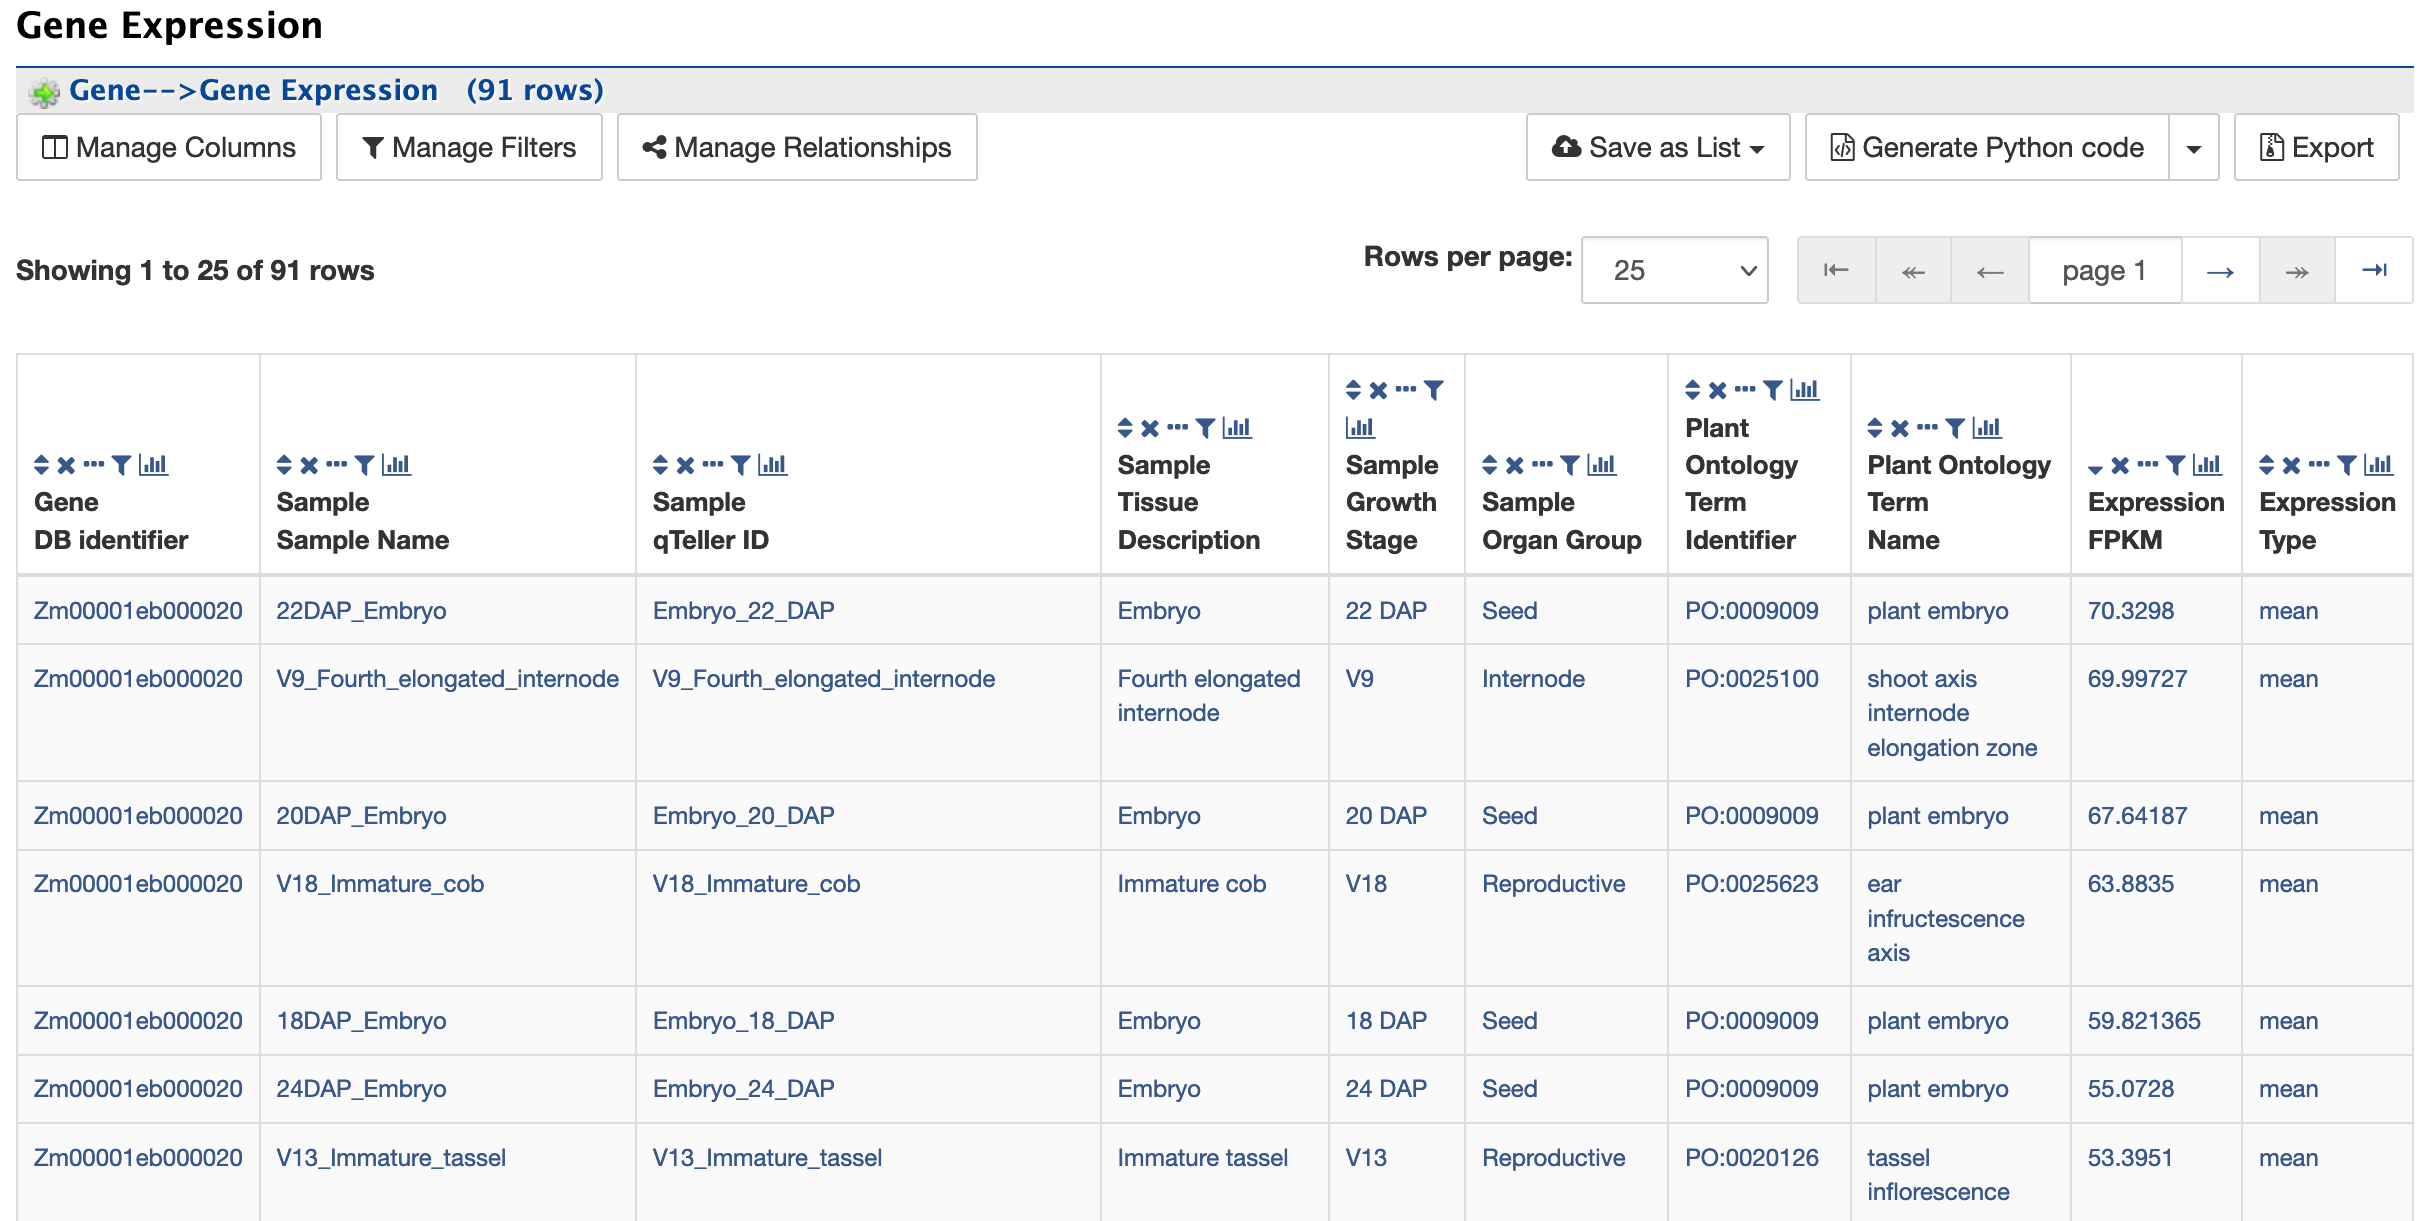 Gene Expression
Gene-->Gene Expression (91 rows)
Manage Columns Manage Filters Manage Relationships Save as List Generate Python code Export
Showing 1 to 25 of 91 rows Rows per page: 25 page 1
Gene DB identifier
Sample Sample Name
Sample qTeller ID
Sample Tissue Description
Sample Growth Stage
Sample Organ Group
Plant Ontology Term Identifier
Plant Ontology Term Name
Expression FPKM
Expression Type
Zm00001eb000020 22DAP_Embryo Embryo_22_DAP Embryo 22 DAP Seed PO:0009009 plant embryo 70.3298 mean
Zm00001eb000020 V9_Fourth_elongated_internode V9_Fourth_elongated_internode Fourth elongated internode V9 Internode PO:0025100 shoot axis internode elongation zone 69.99727 mean
Zm00001eb000020 20DAP_Embryo Embryo_20_DAP Embryo 20 DAP Seed PO:0009009 plant embryo 67.64187 mean
Zm00001eb000020 V18_Immature_cob V18_Immature_cob Immature cob V18 Reproductive PO:0025623 ear infructescence axis 63.8835 mean
Zm00001eb000020 18DAP_Embryo Embryo_18_DAP Embryo 18 DAP Seed PO:0009009 plant embryo 59.821365 mean
Zm00001eb000020 24DAP_Embryo Embryo_24_DAP Embryo 24 DAP Seed PO:0009009 plant embryo 55.0728 mean
Zm00001eb000020 V13_Immature_tassel V13_Immature_tassel Immature tassel V13 Reproductive PO:0020126 tassel inflorescence 53.3951 mean